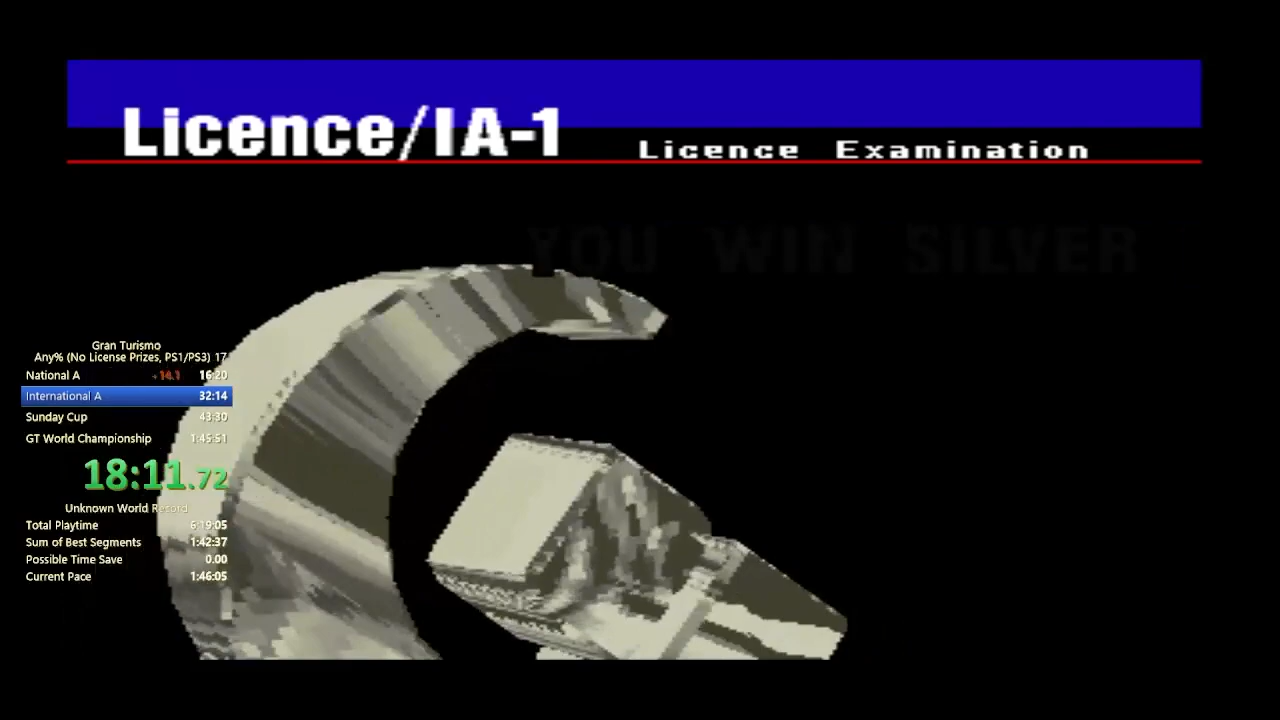 Licence/IA-1
Licence Examination
YOU WIN SILVER
Gran Turismo
Any% (No License Prizes, PS1/PS3) 17
National A +14.1 16:20
International A 32:14
Sunday Cup 43:30
GT World Championship 1:45:51
18:11.72
Unknown World Record
Total Playtime 6:19:05
Sum of Best Segments 1:42:37
Possible Time Save 0.00
Current Pace 1:46:05